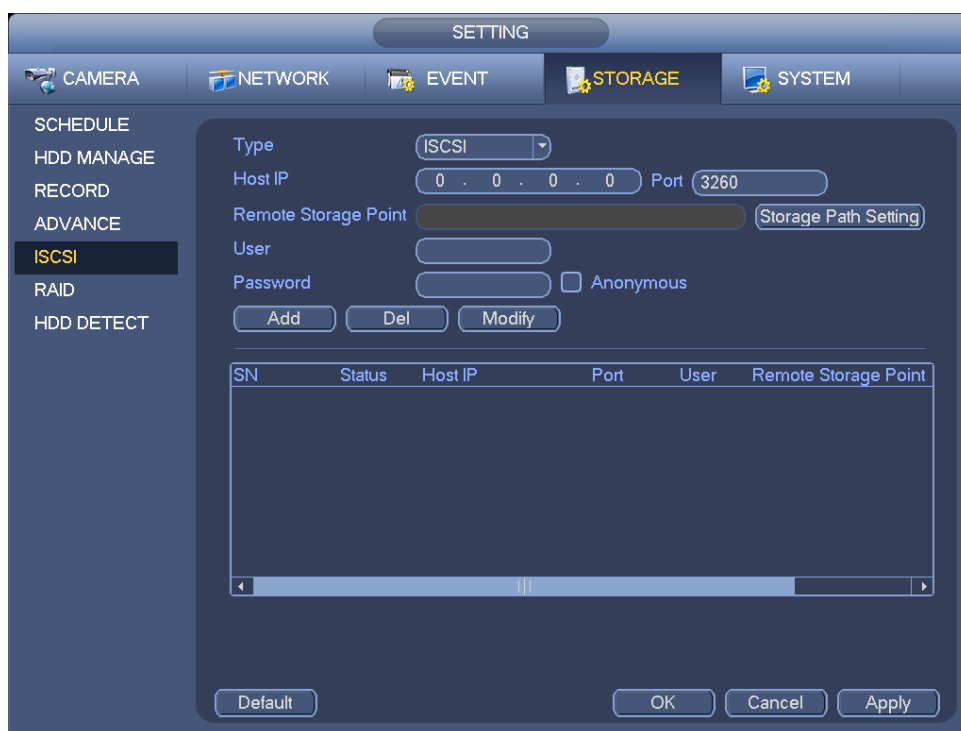 SETTING
CAMERA NETWORK EVENT STORAGE SYSTEM
SCHEDULE
HDD MANAGE
RECORD
ADVANCE
ISCSI
RAID
HDD DETECT
Type ISCSI
Host IP 0 . 0 . 0 . 0 Port 3260
Remote Storage Point Storage Path Setting
User
Password Anonymous
Add Del Modify
SN Status Host IP Port User Remote Storage Point
Default OK Cancel Apply